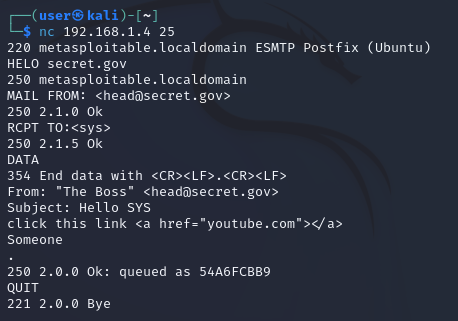 ┌──(user㉿kali)-[~]
└─$ nc 192.168.1.4 25
220 metasploitable.localdomain ESMTP Postfix (Ubuntu)
HELO secret.gov
250 metasploitable.localdomain
MAIL FROM: <head@secret.gov>
250 2.1.0 Ok
RCPT TO:<sys>
250 2.1.5 Ok
DATA
354 End data with <CR><LF>.<CR><LF>
From: "The Boss" <head@secret.gov>
Subject: Hello SYS
click this link <a href="youtube.com"></a>
Someone
.
250 2.0.0 Ok: queued as 54A6FCBB9
QUIT
221 2.0.0 Bye